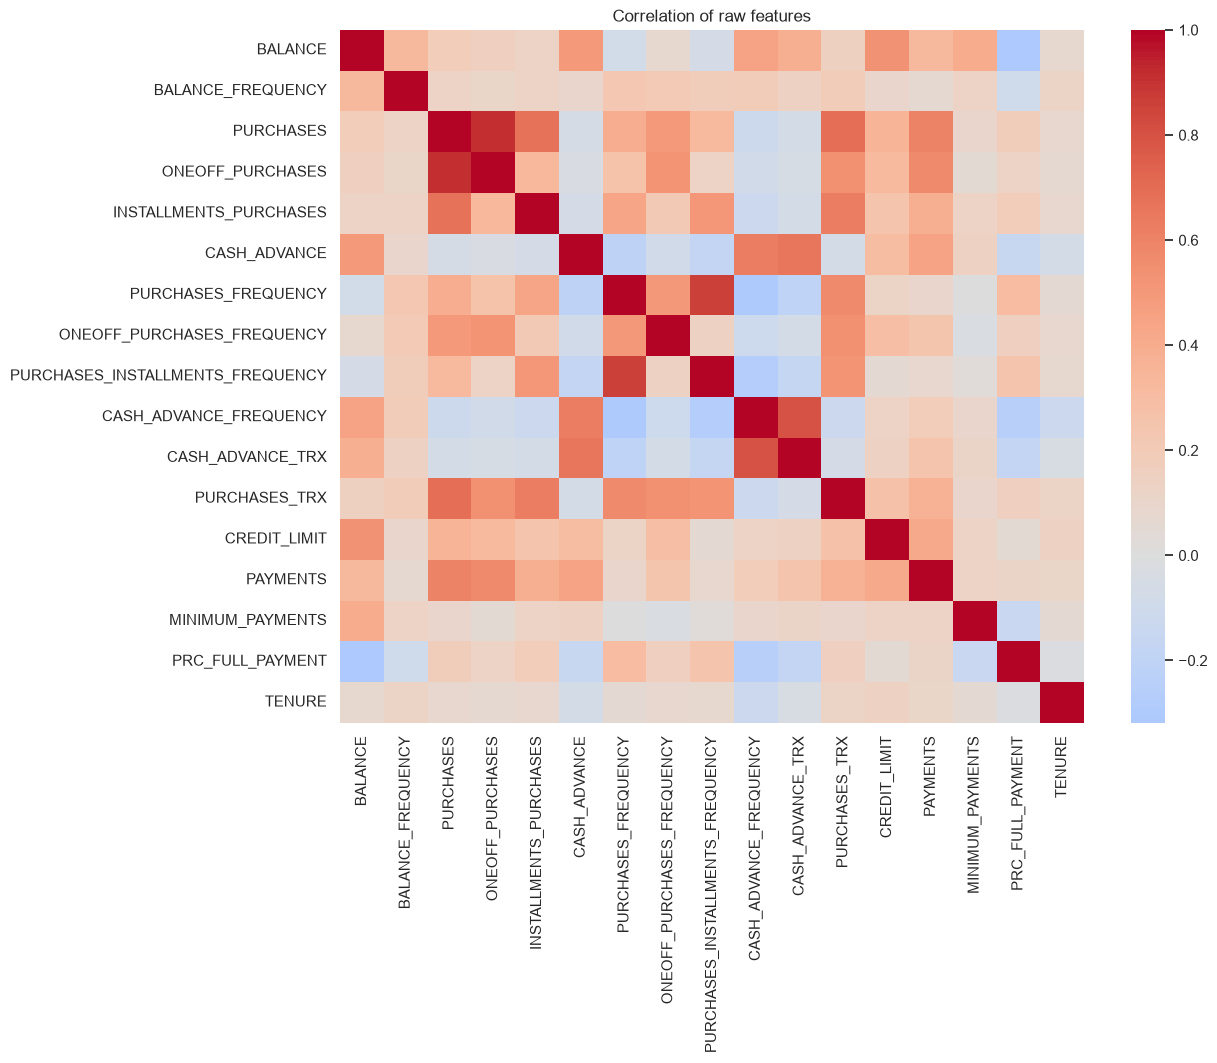 Correlation of raw features
BALANCE
BALANCE_FREQUENCY
PURCHASES
ONEOFF_PURCHASES
INSTALLMENTS_PURCHASES
CASH_ADVANCE
PURCHASES_FREQUENCY
ONEOFF_PURCHASES_FREQUENCY
PURCHASES_INSTALLMENTS_FREQUENCY
CASH_ADVANCE_FREQUENCY
CASH_ADVANCE_TRX
PURCHASES_TRX
CREDIT_LIMIT
PAYMENTS
MINIMUM_PAYMENTS
PRC_FULL_PAYMENT
TENURE
BALANCE
BALANCE_FREQUENCY
PURCHASES
ONEOFF_PURCHASES
INSTALLMENTS_PURCHASES
CASH_ADVANCE
PURCHASES_FREQUENCY
ONEOFF_PURCHASES_FREQUENCY
PURCHASES_INSTALLMENTS_FREQUENCY
CASH_ADVANCE_FREQUENCY
CASH_ADVANCE_TRX
PURCHASES_TRX
CREDIT_LIMIT
PAYMENTS
MINIMUM_PAYMENTS
PRC_FULL_PAYMENT
TENURE
1.0
0.8
0.6
0.4
0.2
0.0
−0.2